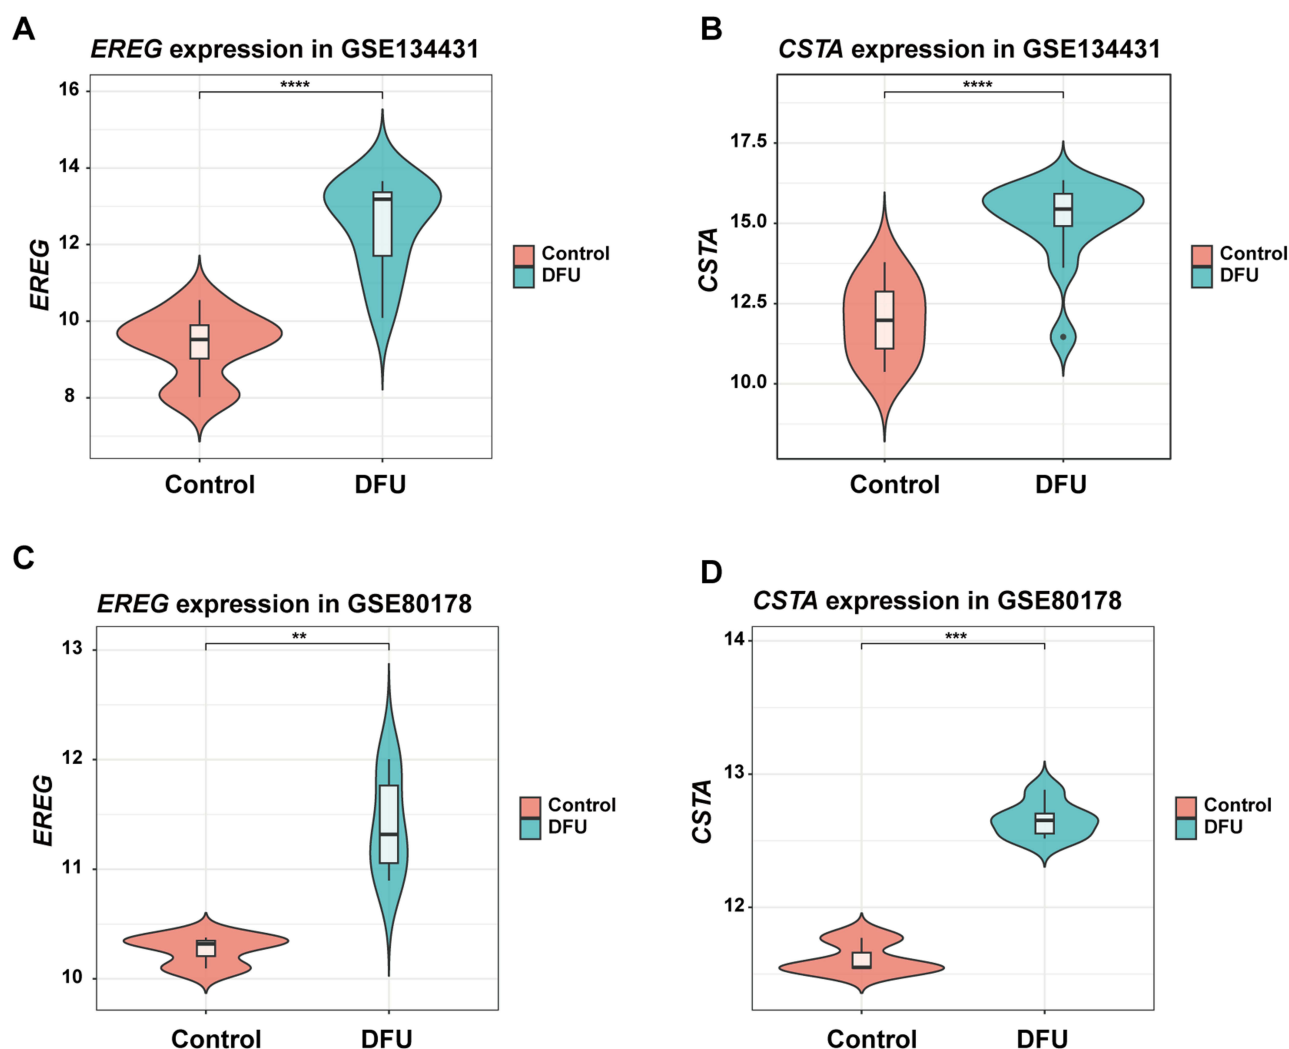 A
EREG expression in GSE134431
****
16
14
12
10
8
EREG
Control
DFU
Control
DFU
B
CSTA expression in GSE134431
****
17.5
15.0
12.5
10.0
CSTA
Control
DFU
Control
DFU
C
EREG expression in GSE80178
**
13
12
11
10
EREG
Control
DFU
Control
DFU
D
CSTA expression in GSE80178
***
14
13
12
CSTA
Control
DFU
Control
DFU